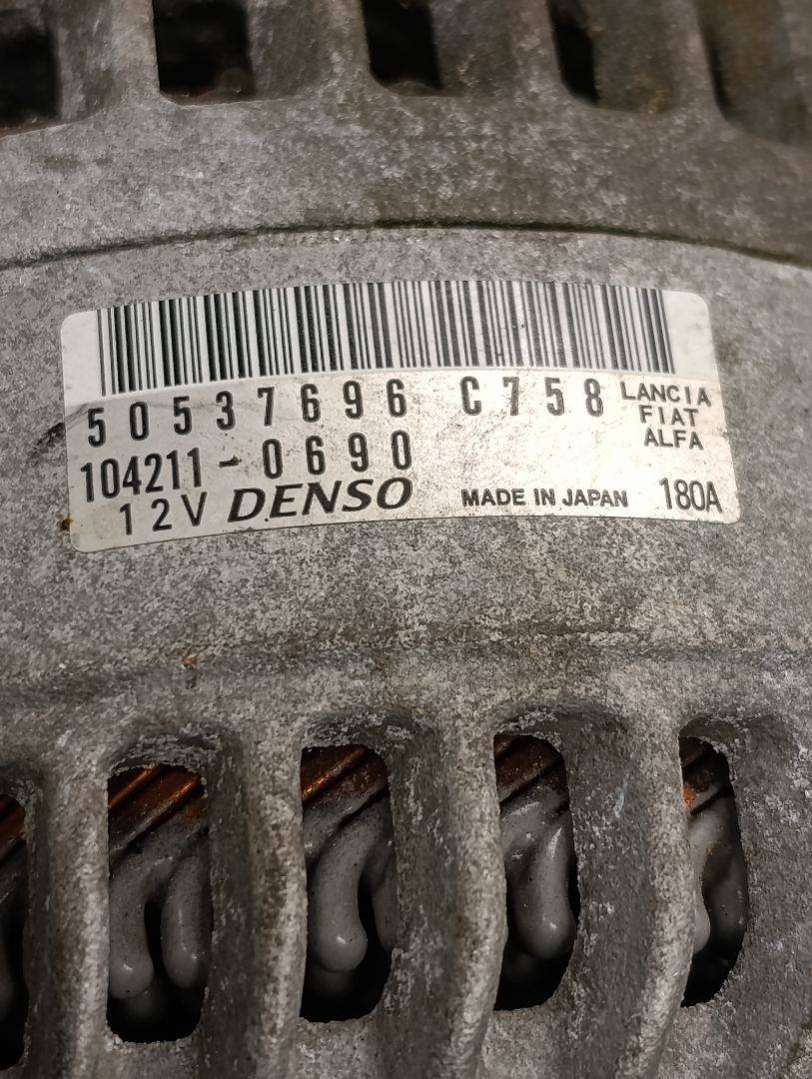 50537696 C758 LANCIA
FIAT
ALFA
104211-0690
12V DENSO MADE IN JAPAN 180A